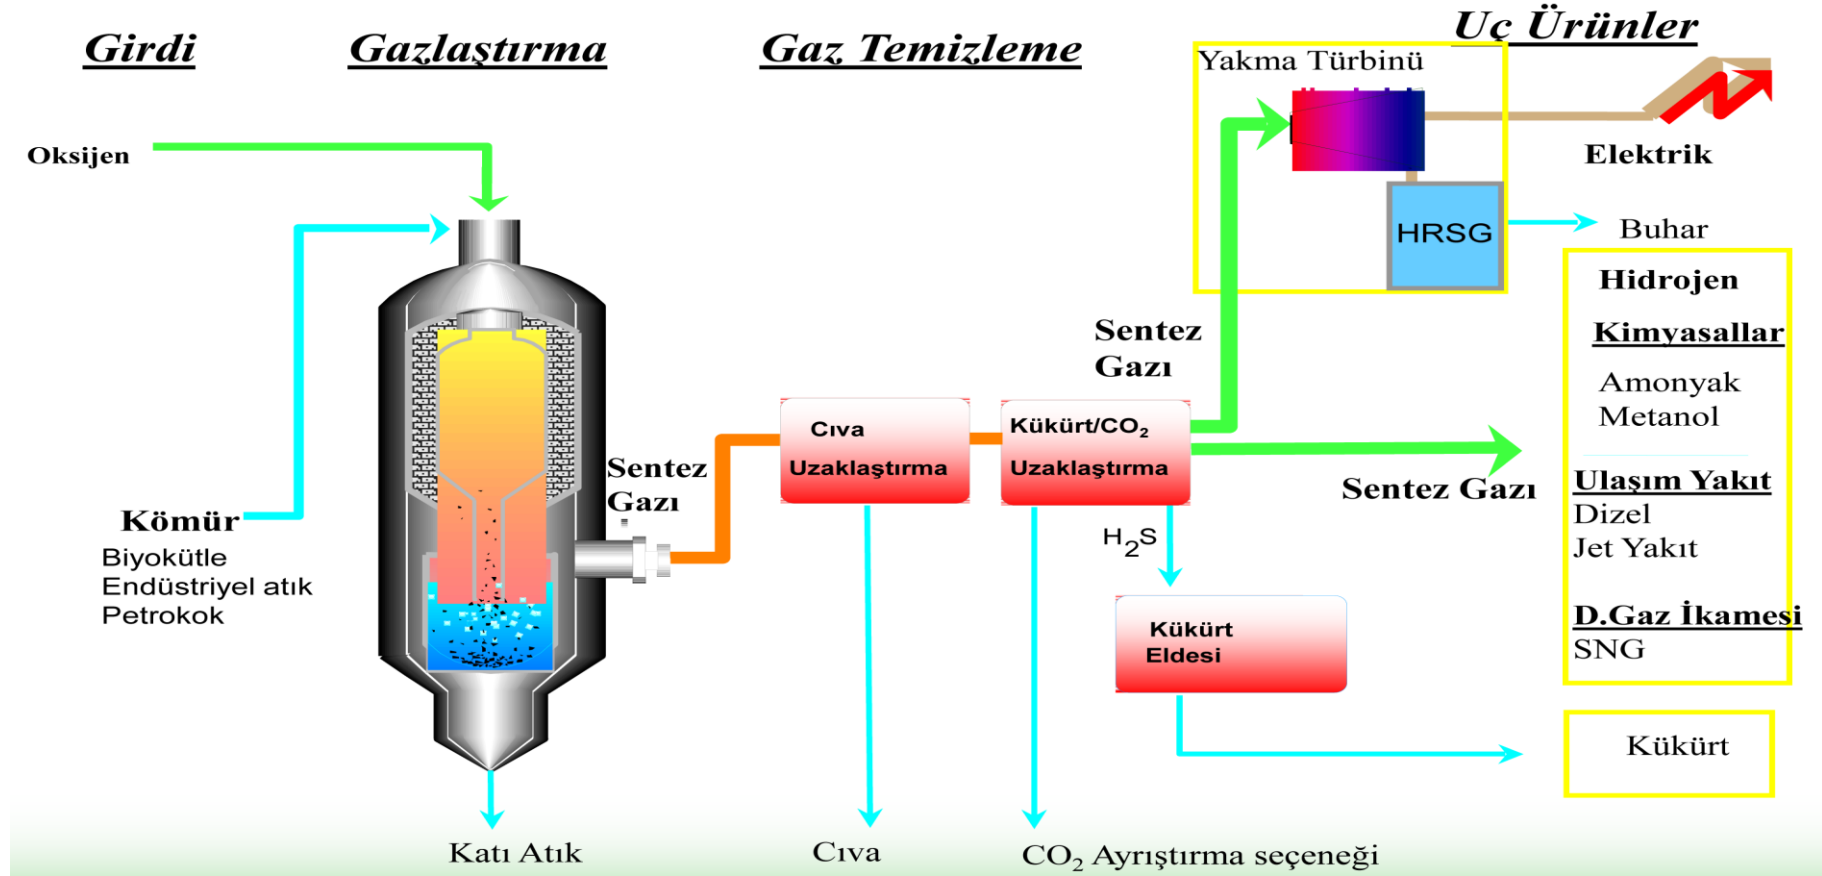 Girdi
Gazlaştırma
Gaz Temizleme
Uç Ürünler
Yakma Türbinü
Oksijen
Elektrik
HRSG
Buhar
Hidrojen
Kimyasallar
Amonyak
Metanol
Ulaşım Yakıt
Dizel
Jet Yakıt
D.Gaz İkamesi
SNG
Kükürt
Sentez
Gazı
Sentez Gazı
Cıva
Uzaklaştırma
Kükürt/CO₂
Uzaklaştırma
Sentez
Gazı
H₂S
Kükürt
Eldesi
Kömür
Biyokütle
Endüstriyel atık
Petrokok
Katı Atık
Cıva
CO₂ Ayrıştırma seçeneği